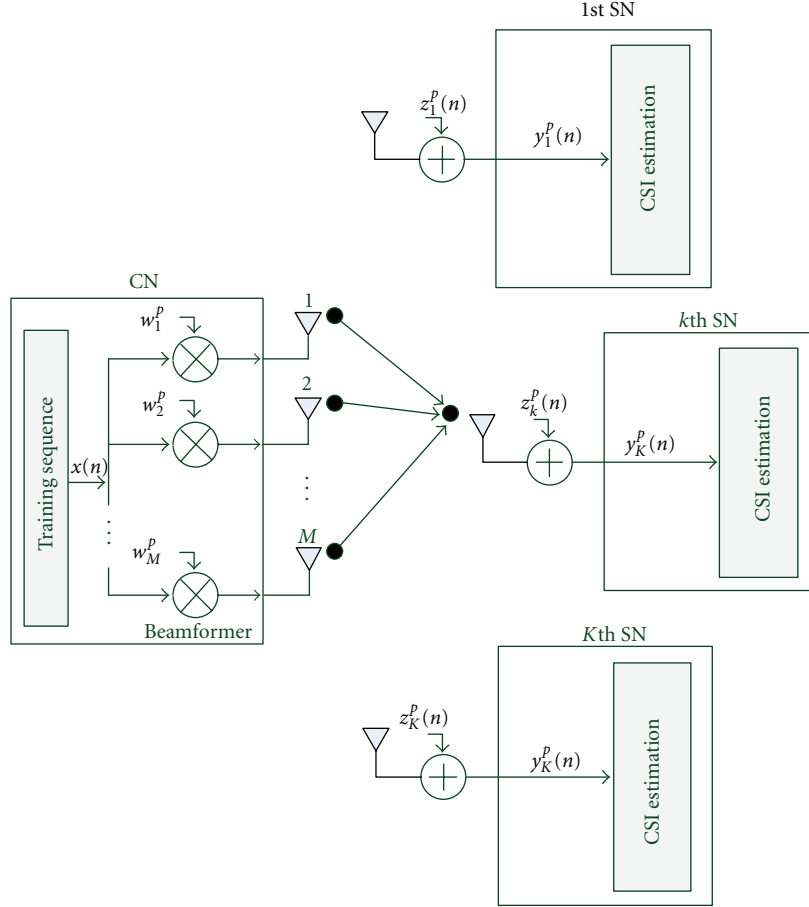 1st SN
z_1^p(n)
y_1^p(n)
CSI estimation
CN
Training sequence
x(n)
w_1^p
w_2^p
⋮
w_M^p
Beamformer
1
2
⋮
M
kth SN
z_k^p(n)
y_K^p(n)
CSI estimation
Kth SN
z_K^p(n)
y_K^p(n)
CSI estimation